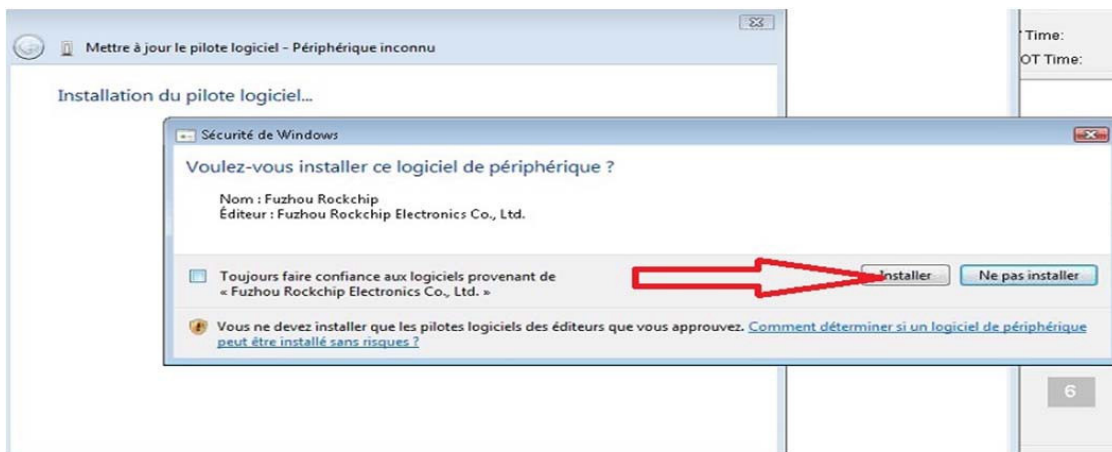 Mettre à jour le pilote logiciel - Périphérique inconnu
Time:
OT Time:
Installation du pilote logiciel...
Sécurité de Windows
Voulez-vous installer ce logiciel de périphérique ?
Nom : Fuzhou Rockchip
Éditeur : Fuzhou Rockchip Electronics Co., Ltd.
Toujours faire confiance aux logiciels provenant de
« Fuzhou Rockchip Electronics Co., Ltd. »
Installer
Ne pas installer
Vous ne devez installer que les pilotes logiciels des éditeurs que vous approuvez. Comment déterminer si un logiciel de périphérique
peut être installé sans risques ?
6